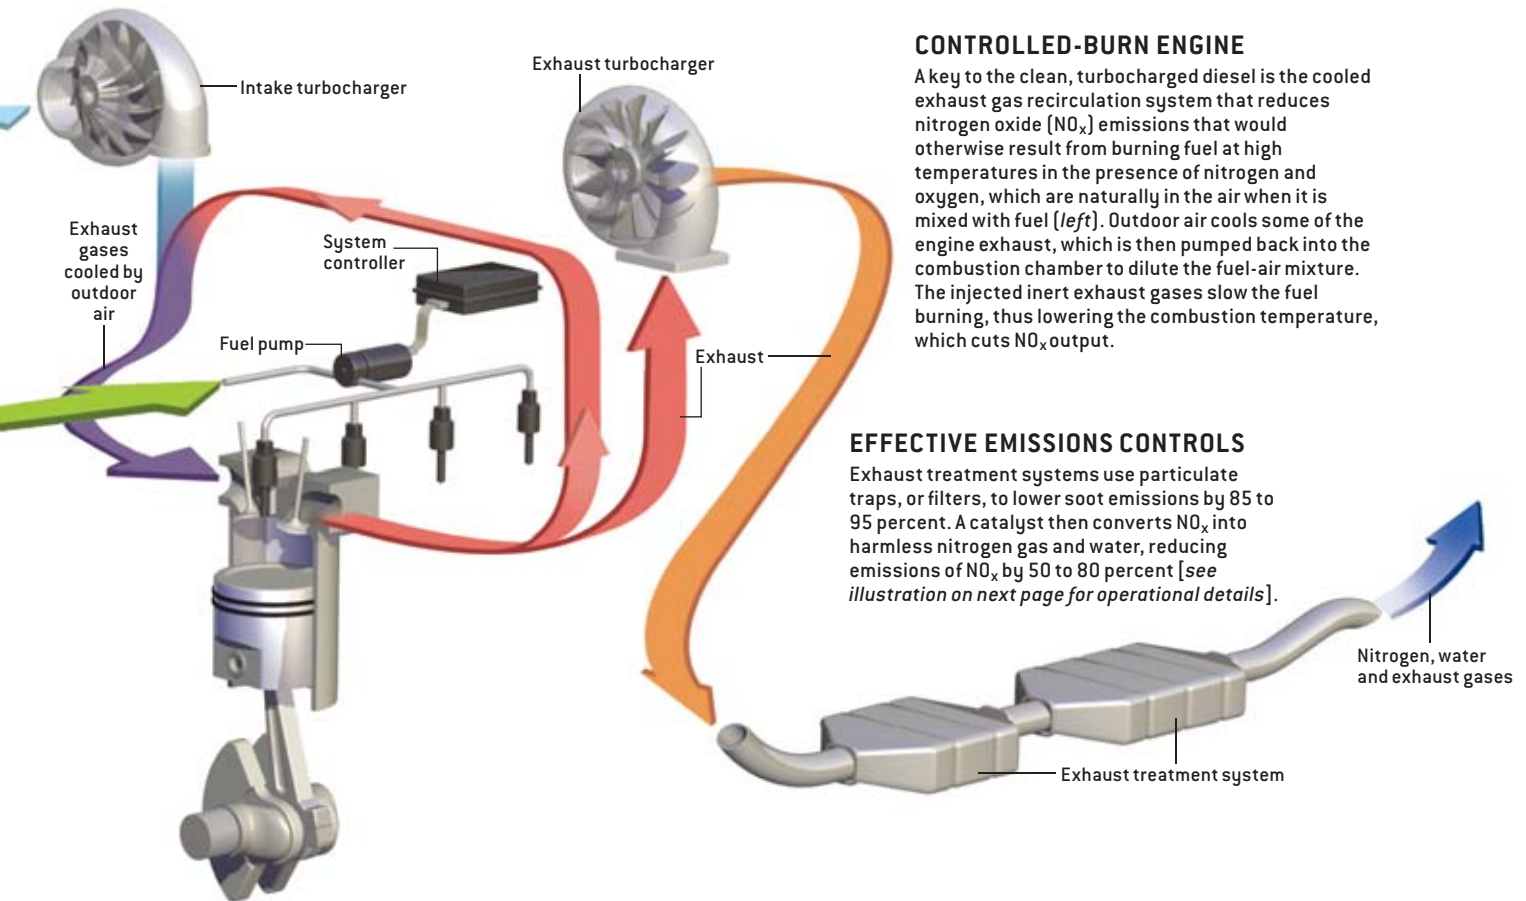 Intake turbocharger
Exhaust turbocharger
CONTROLLED-BURN ENGINE
A key to the clean, turbocharged diesel is the cooled
exhaust gas recirculation system that reduces
nitrogen oxide (NOx) emissions that would
otherwise result from burning fuel at high
temperatures in the presence of nitrogen and
oxygen, which are naturally in the air when it is
mixed with fuel (left). Outdoor air cools some of the
engine exhaust, which is then pumped back into the
combustion chamber to dilute the fuel-air mixture.
The injected inert exhaust gases slow the fuel
burning, thus lowering the combustion temperature,
which cuts NOx output.
Exhaust
gases
cooled by
outdoor
air
System
controller
Fuel pump
Exhaust
EFFECTIVE EMISSIONS CONTROLS
Exhaust treatment systems use particulate
traps, or filters, to lower soot emissions by 85 to
95 percent. A catalyst then converts NOx into
harmless nitrogen gas and water, reducing
emissions of NOx by 50 to 80 percent [see
illustration on next page for operational details].
Nitrogen, water
and exhaust gases
Exhaust treatment system